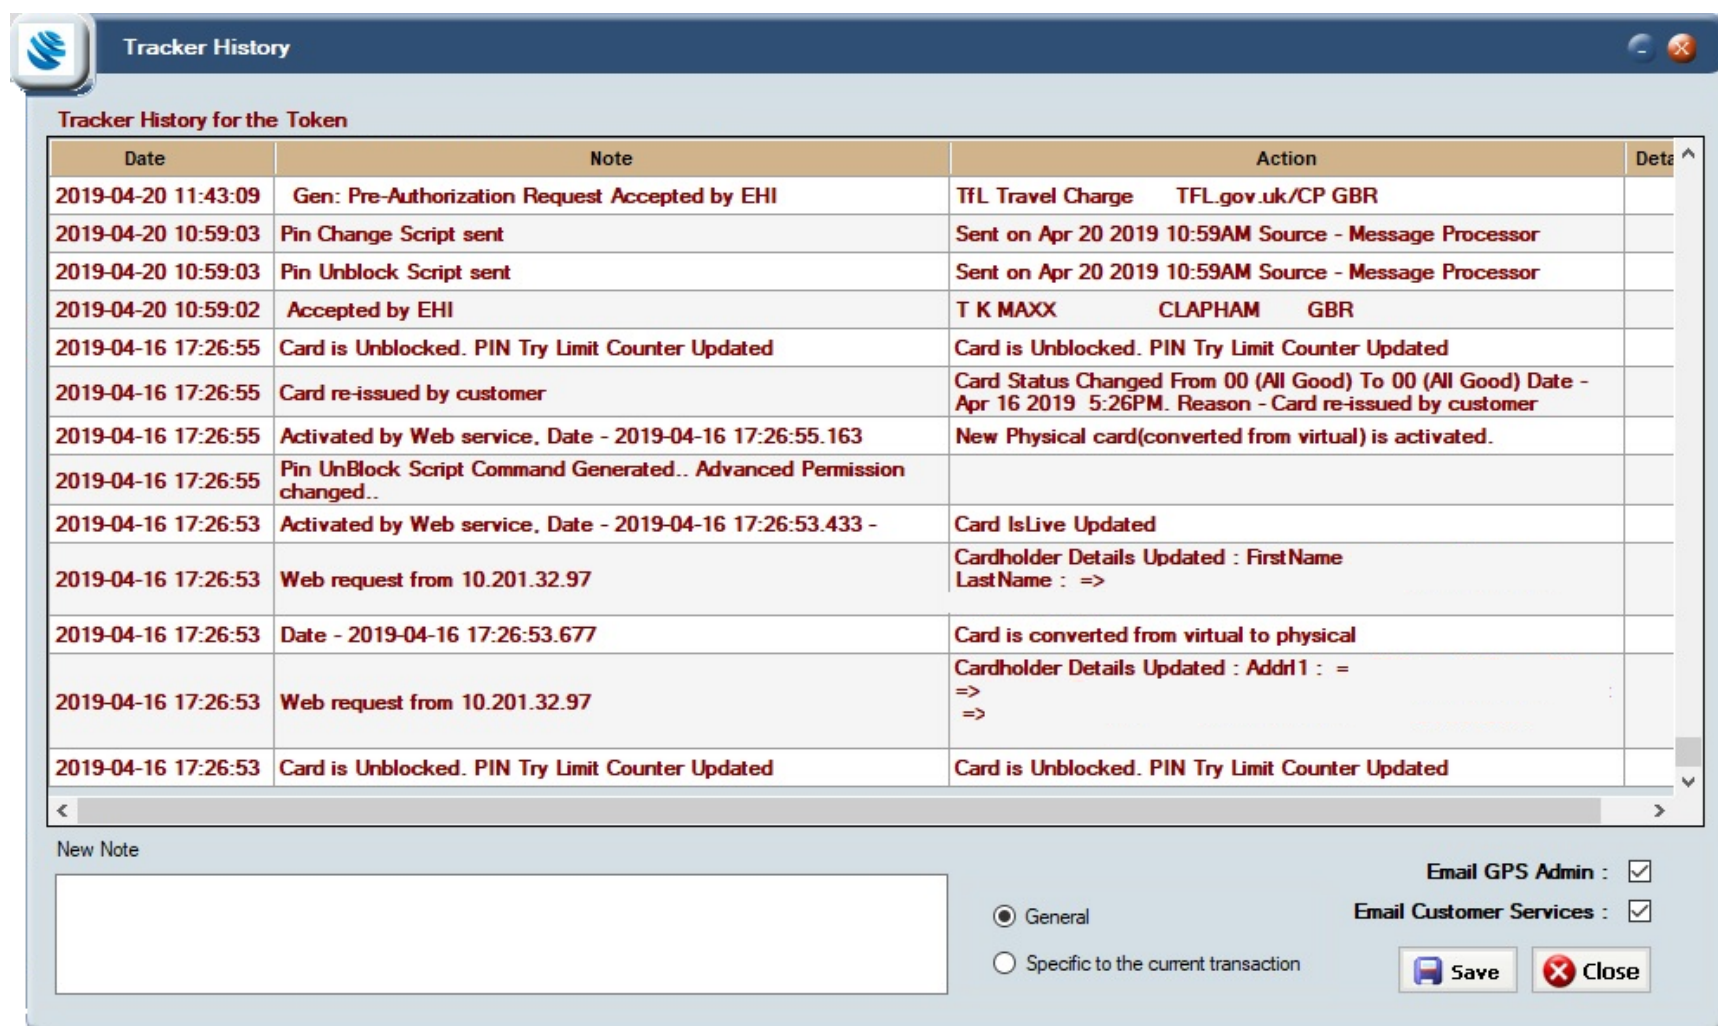 Tracker History
Tracker History for the Token
Date Note Action Deta
2019-04-20 11:43:09 Gen: Pre-Authorization Request Accepted by EHI TfL Travel Charge TFL.gov.uk/CP GBR
2019-04-20 10:59:03 Pin Change Script sent Sent on Apr 20 2019 10:59AM Source - Message Processor
2019-04-20 10:59:03 Pin Unblock Script sent Sent on Apr 20 2019 10:59AM Source - Message Processor
2019-04-20 10:59:02 Accepted by EHI T K MAXX CLAPHAM GBR
2019-04-16 17:26:55 Card is Unblocked. PIN Try Limit Counter Updated Card is Unblocked. PIN Try Limit Counter Updated
2019-04-16 17:26:55 Card re-issued by customer Card Status Changed From 00 (All Good) To 00 (All Good) Date -
Apr 16 2019 5:26PM. Reason - Card re-issued by customer
2019-04-16 17:26:55 Activated by Web service, Date - 2019-04-16 17:26:55.163 New Physical card(converted from virtual) is activated.
2019-04-16 17:26:55 Pin UnBlock Script Command Generated.. Advanced Permission
changed..
2019-04-16 17:26:53 Activated by Web service, Date - 2019-04-16 17:26:53.433 - Card IsLive Updated
2019-04-16 17:26:53 Web request from 10.201.32.97 Cardholder Details Updated : FirstName
LastName : =>
2019-04-16 17:26:53 Date - 2019-04-16 17:26:53.677 Card is converted from virtual to physical
2019-04-16 17:26:53 Web request from 10.201.32.97 Cardholder Details Updated : Addrl1 : =
=>
=>
2019-04-16 17:26:53 Card is Unblocked. PIN Try Limit Counter Updated Card is Unblocked. PIN Try Limit Counter Updated
New Note
Email GPS Admin :
General
Email Customer Services :
Specific to the current transaction
Save
Close